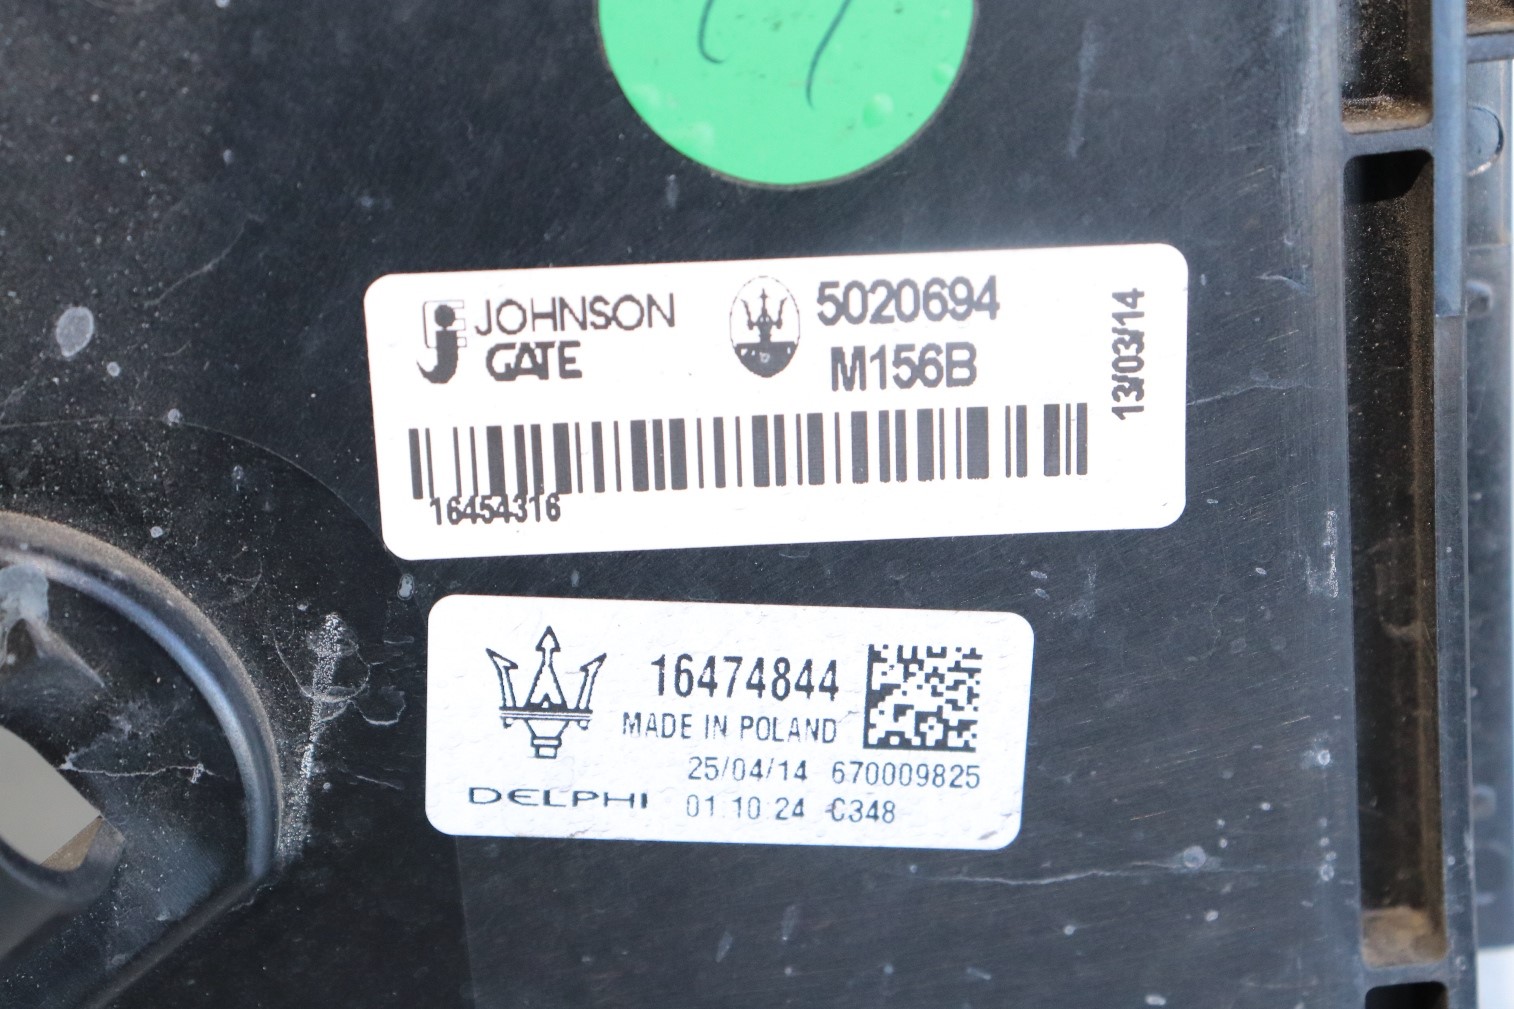 JOHNSON
GATE
5020694
M156B
13/03/14
16454316
16474844
MADE IN POLAND
25/04/14 670009825
DELPHI 01.10.24 C348